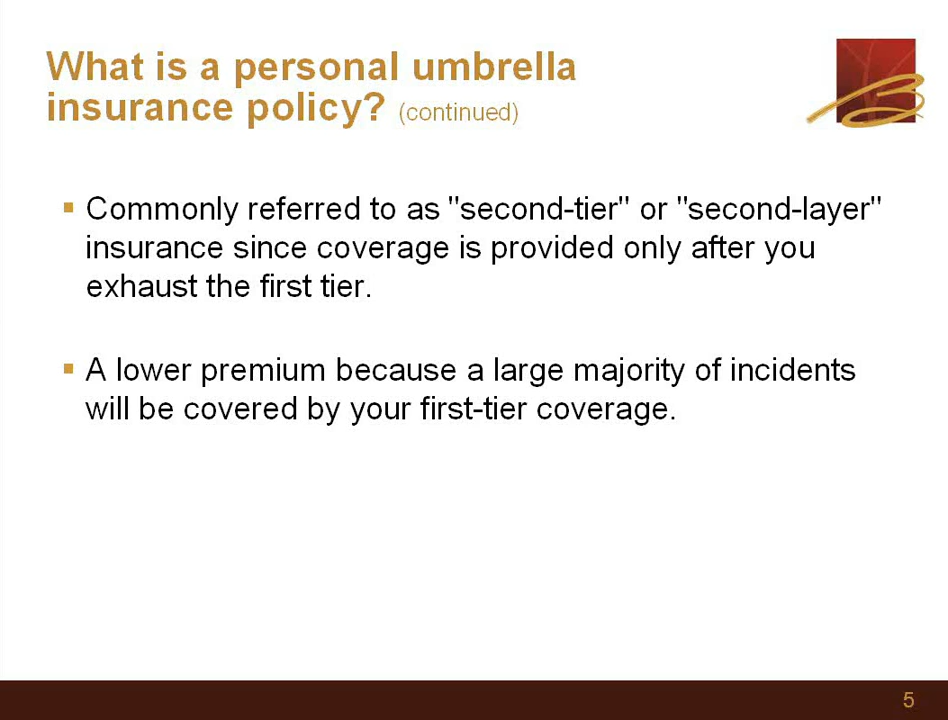 What is a personal umbrella
insurance policy? (continued)
▪ Commonly referred to as "second-tier" or "second-layer"
insurance since coverage is provided only after you
exhaust the first tier.
▪ A lower premium because a large majority of incidents
will be covered by your first-tier coverage.
5